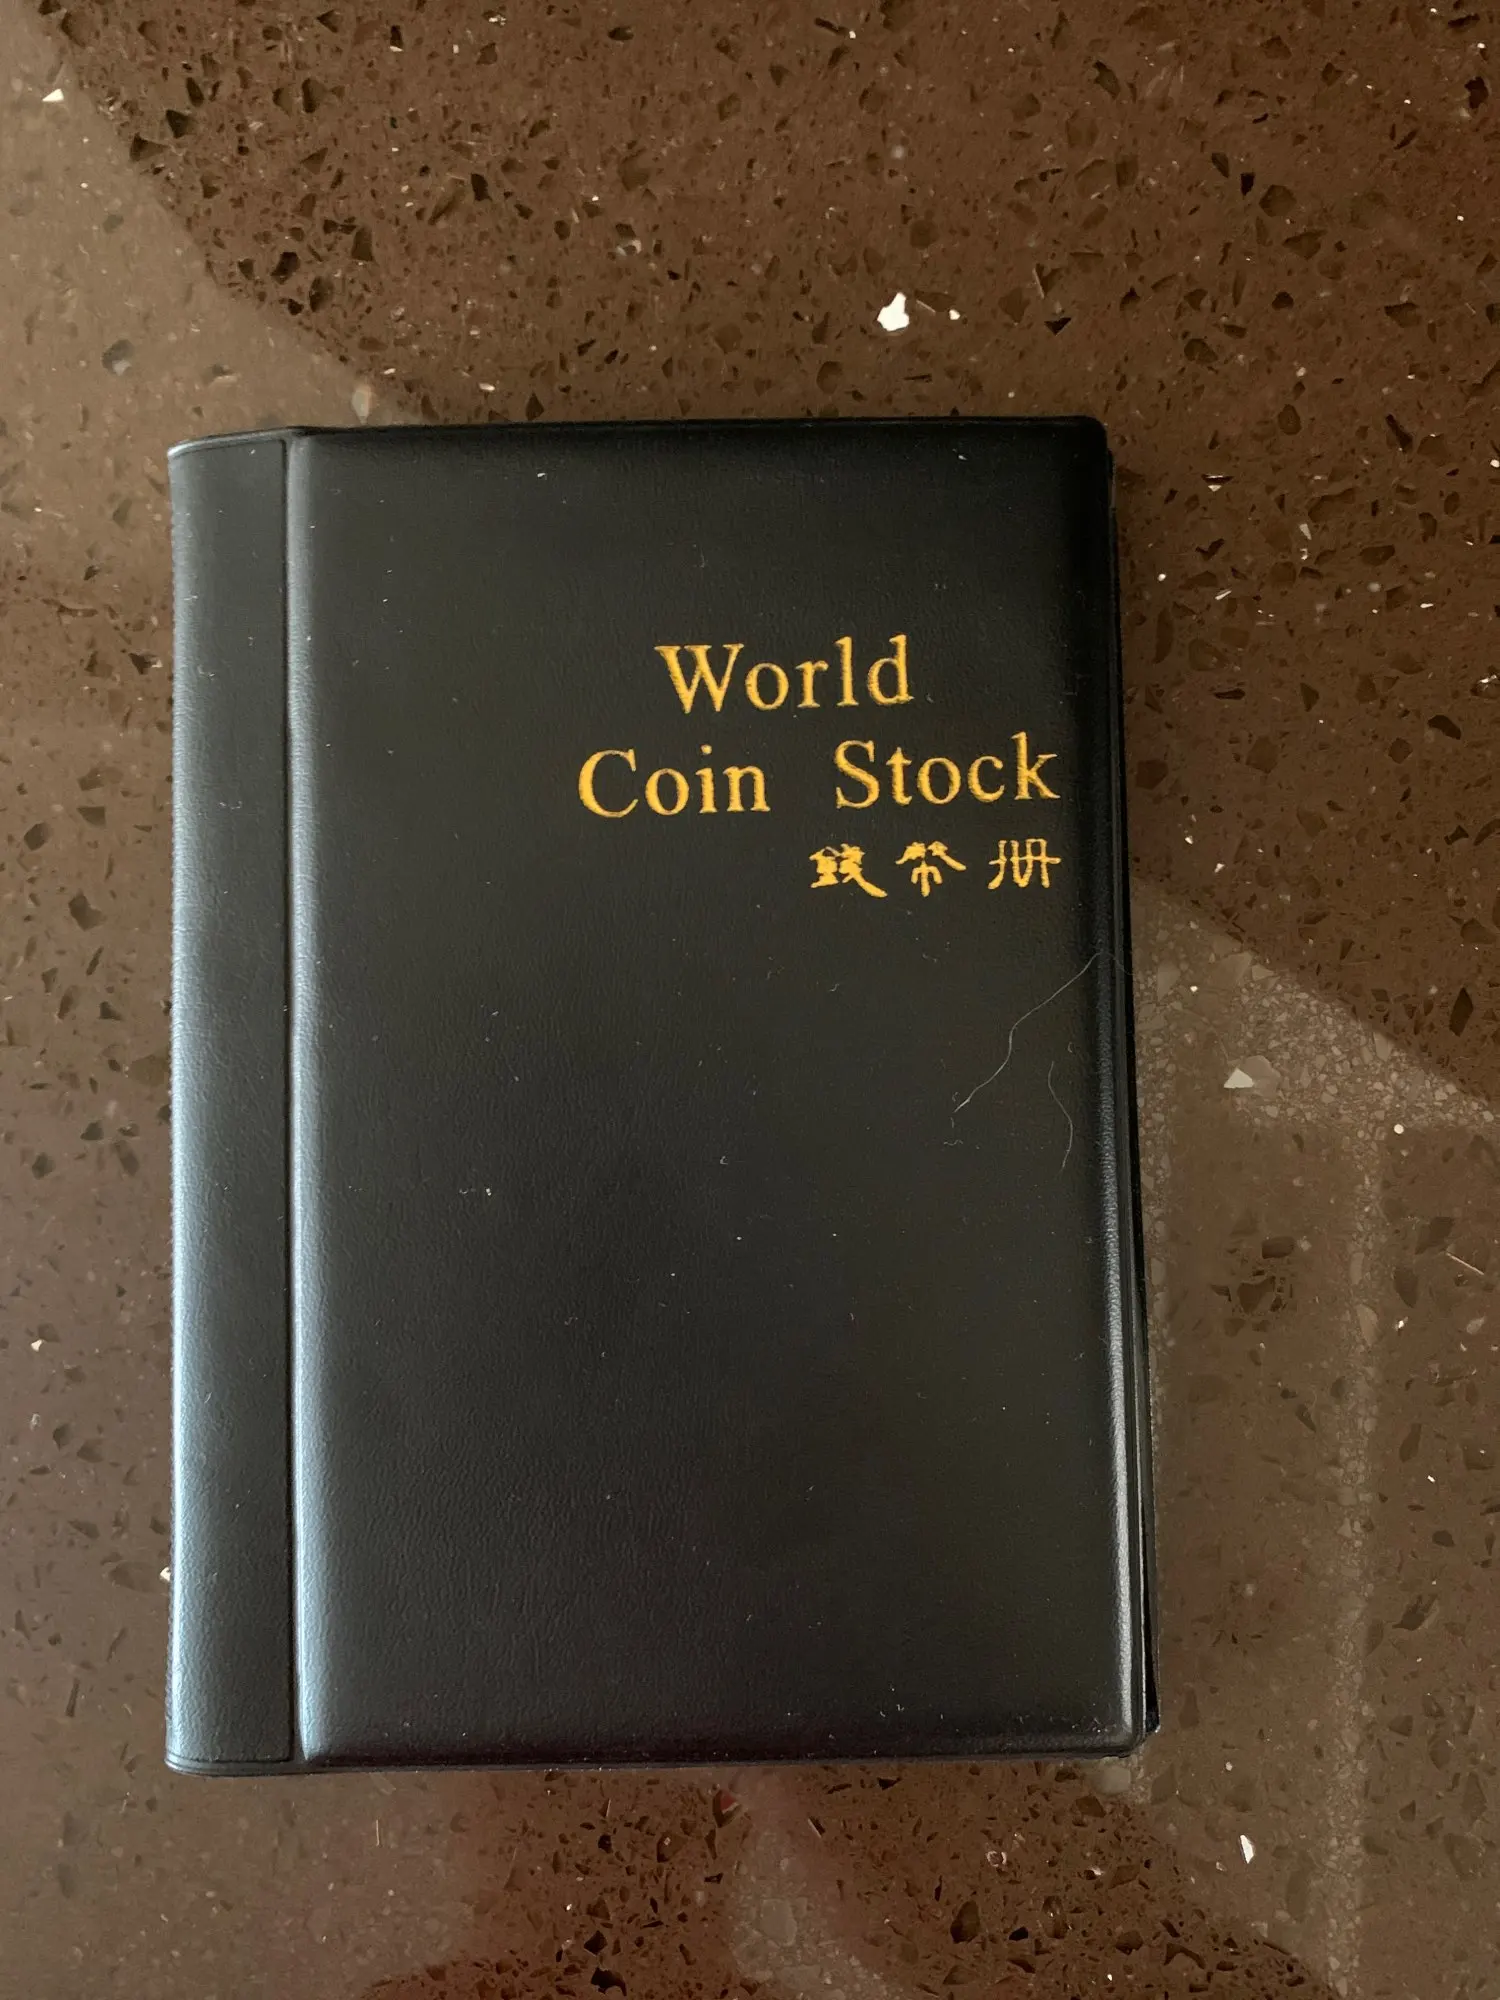 World
Coin Stock
錢幣册